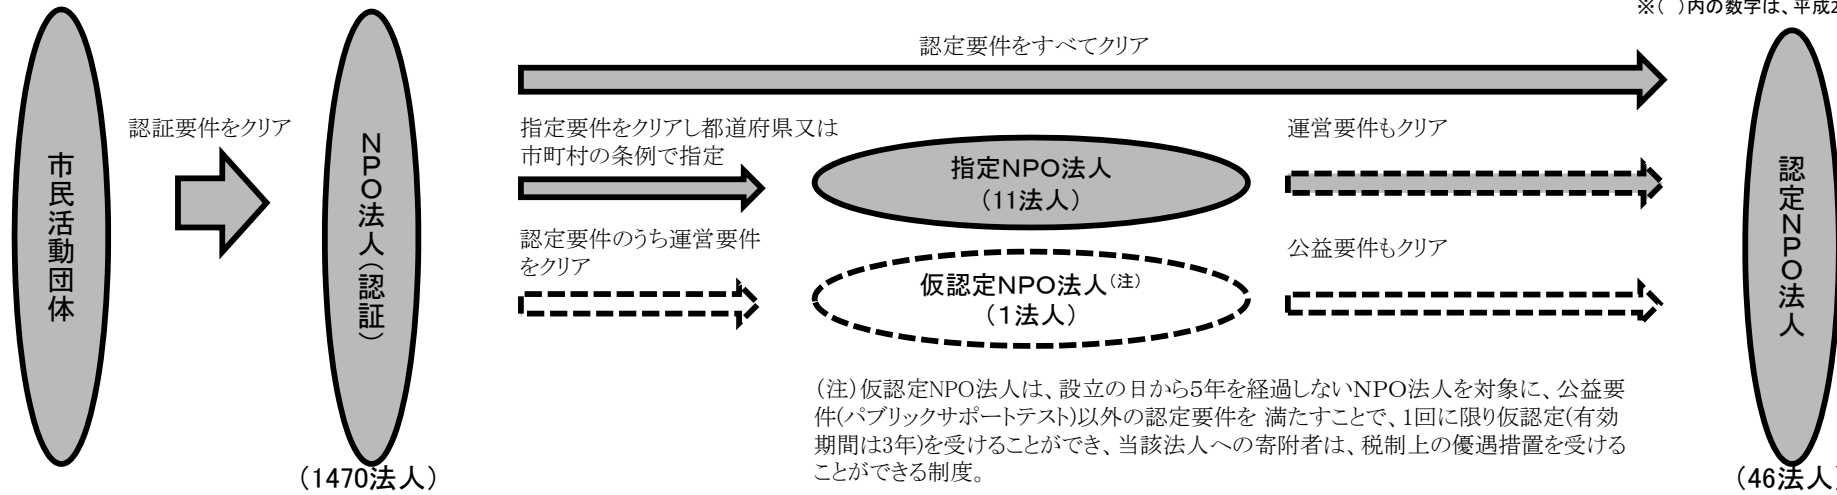 ※( )内の数字は、平成2
認定要件をすべてクリア
認証要件をクリア
指定要件をクリアし都道府県又は
市町村の条例で指定
運営要件もクリア
市民活動団体
NPO法人(認証)
指定NPO法人
(11法人)
認定NPO法人
認定要件のうち運営要件
をクリア
公益要件もクリア
仮認定NPO法人(注)
(1法人)
(注)仮認定NPO法人は、設立の日から5年を経過しないNPO法人を対象に、公益要
件(パブリックサポートテスト)以外の認定要件を 満たすことで、1回に限り仮認定(有効
期間は3年)を受けることができ、当該法人への寄附者は、税制上の優遇措置を受ける
ことができる制度。
(1470法人)
(46法人)